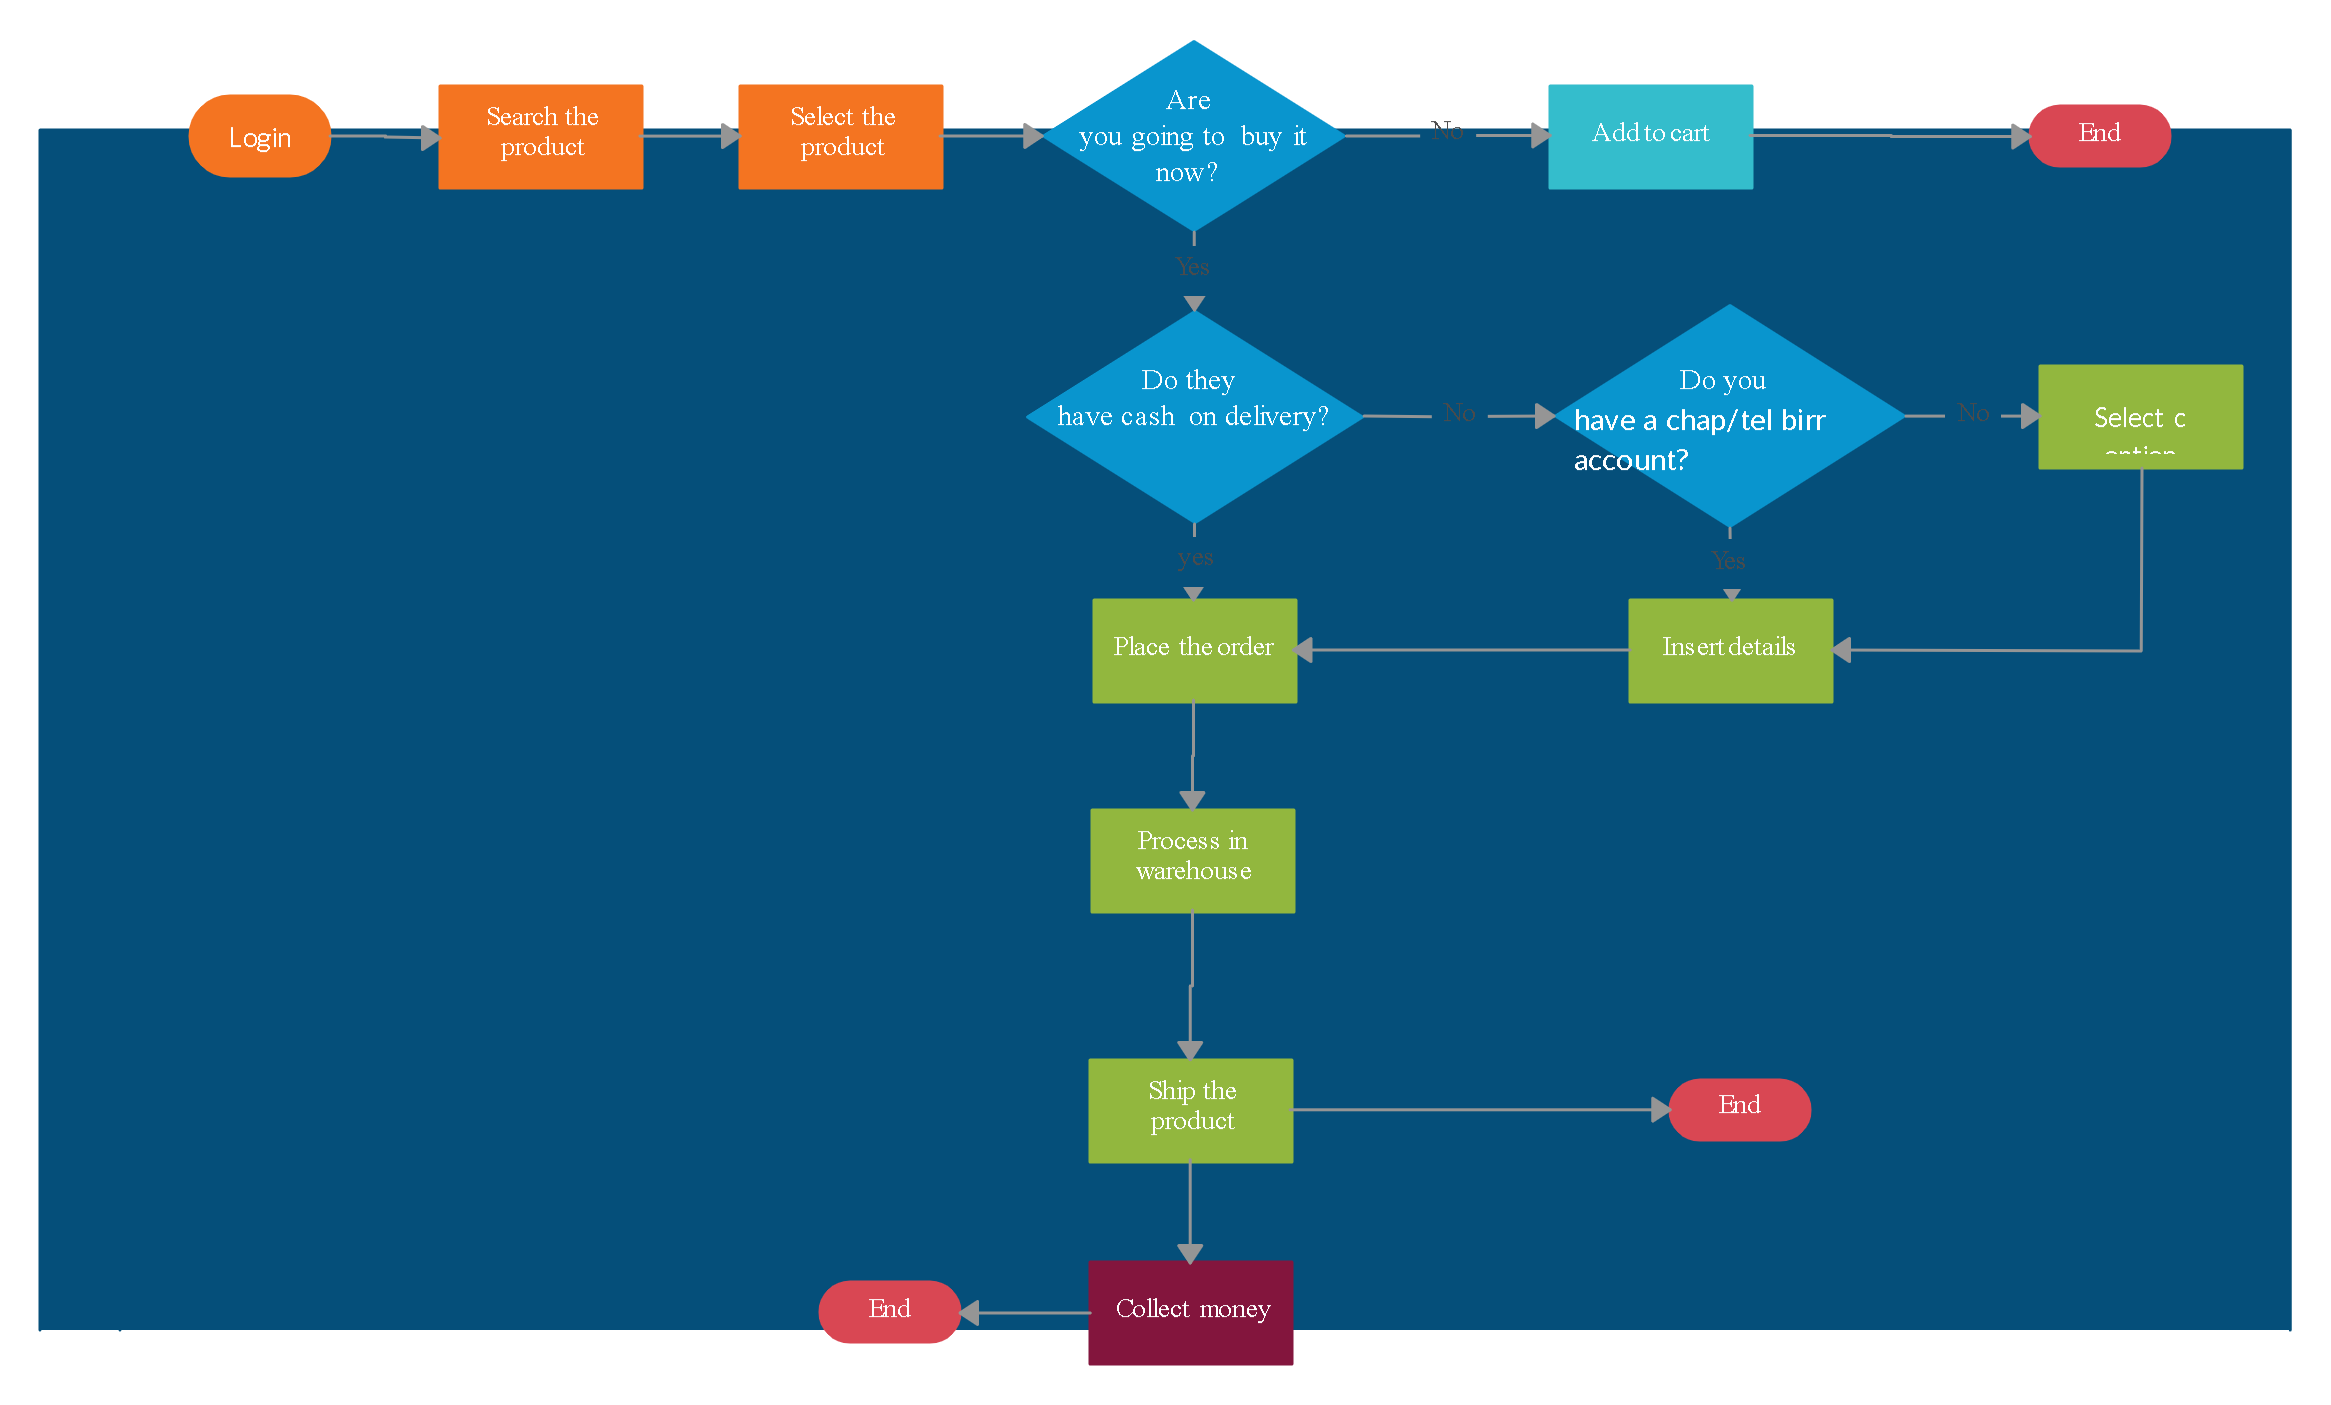 Login
Search the
product
Select the
product
Are
you going to buy it
now?
No
Add to cart
End
Yes
Do they
have cash on delivery?
No
Do you
have a chap/tel birr
account?
No
Select c
yes
Yes
Place the order
Insert details
Process in
warehouse
Ship the
product
End
End
Collect money